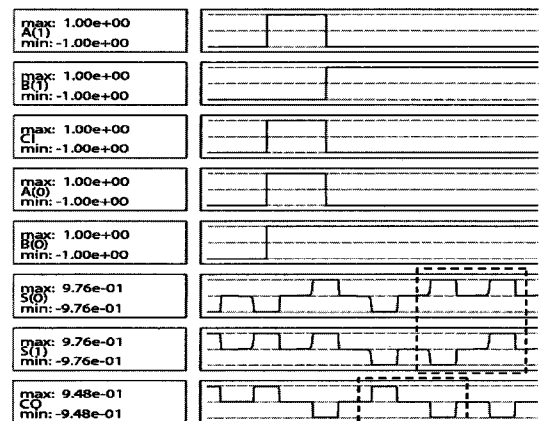 max: 1.00e+00
A(1)
min: -1.00e+00
max: 1.00e+00
B(1)
min: -1.00e+00
max: 1.00e+00
CI
min: -1.00e+00
max: 1.00e+00
A(0)
min: -1.00e+00
max: 1.00e+00
B(0)
min: -1.00e+00
max: 9.76e-01
S(0)
min: -9.76e-01
max: 9.76e-01
S(1)
min: -9.76e-01
max: 9.48e-01
CO
min: -9.48e-01